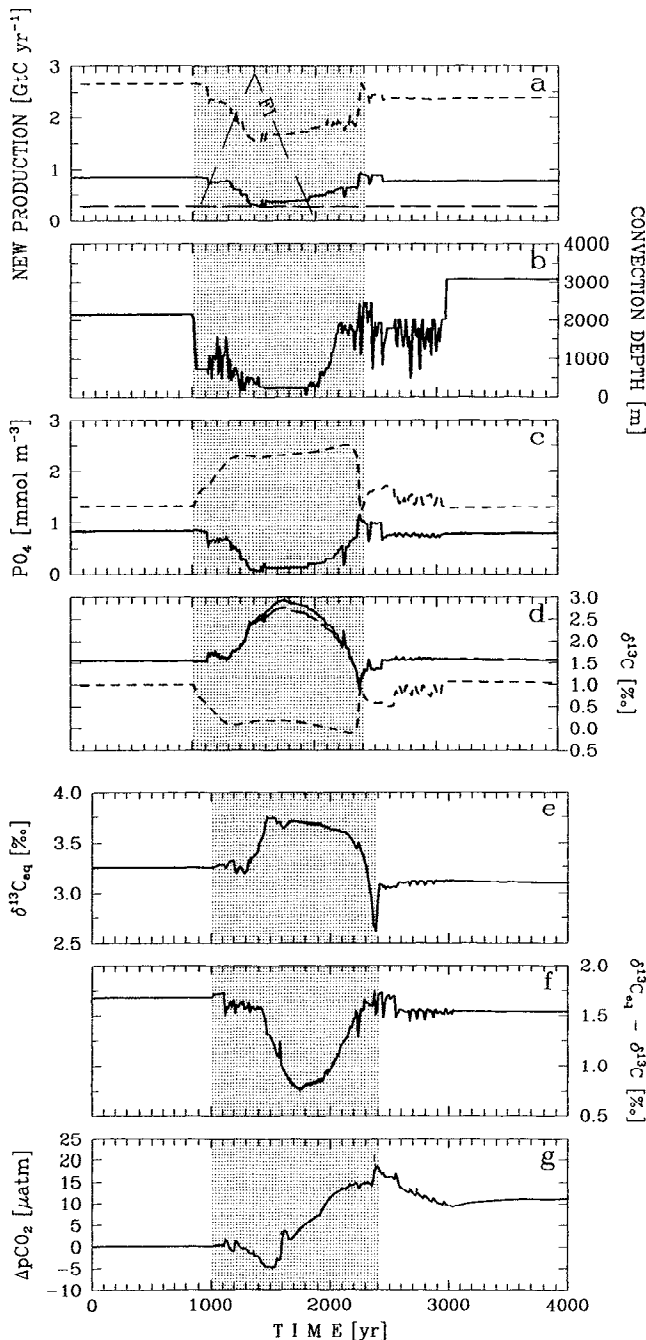 NEW PRODUCTION [GtC yr⁻¹]
3
2
1
0
a
F1
CONVECTION DEPTH [m]
4000
3000
2000
1000
0
b
PO₄ [mmol m⁻³]
3
2
1
0
c
δ¹³C [‰]
3.0
2.5
2.0
1.5
1.0
0.5
0.0
0.5
d
δ¹³Cₑq [‰]
4.0
3.5
3.0
2.5
e
δ¹³Cₑq − δ¹³C [‰]
2.0
1.5
1.0
0.5
f
ΔpCO₂ [µatm]
25
20
15
10
5
0
−5
−10
g
0
1000
2000
3000
4000
TIME [yr]